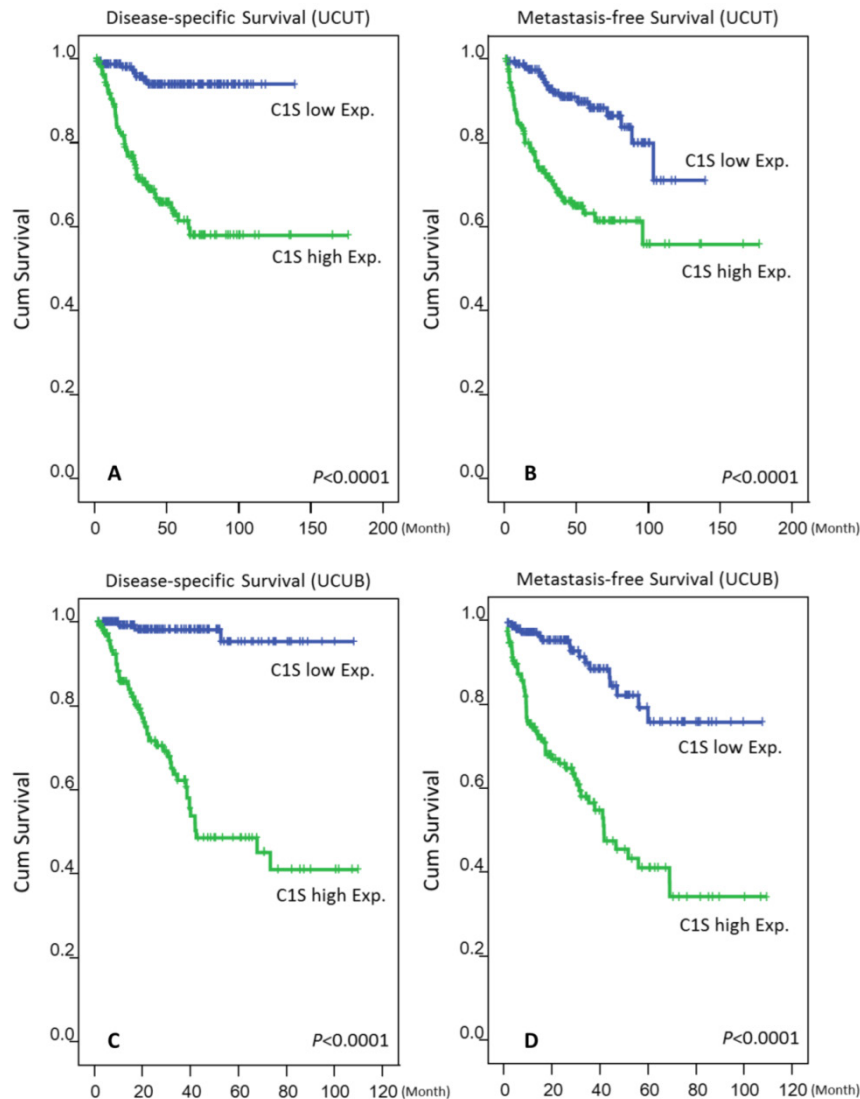 Disease-specific Survival (UCUT)
1.0
0.8
0.6
0.4
0.2
0.0
Cum Survival
C1S low Exp.
C1S high Exp.
A
P<0.0001
0 50 100 150 200 (Month)
Metastasis-free Survival (UCUT)
1.0
0.8
0.6
0.4
0.2
0.0
Cum Survival
C1S low Exp.
C1S high Exp.
B
P<0.0001
0 50 100 150 200 (Month)
Disease-specific Survival (UCUB)
1.0
0.8
0.6
0.4
0.2
0.0
Cum Survival
C1S low Exp.
C1S high Exp.
C
P<0.0001
0 20 40 60 80 100 120 (Month)
Metastasis-free Survival (UCUB)
1.0
0.8
0.6
0.4
0.2
0.0
Cum Survival
C1S low Exp.
C1S high Exp.
D
P<0.0001
0 20 40 60 80 100 120 (Month)